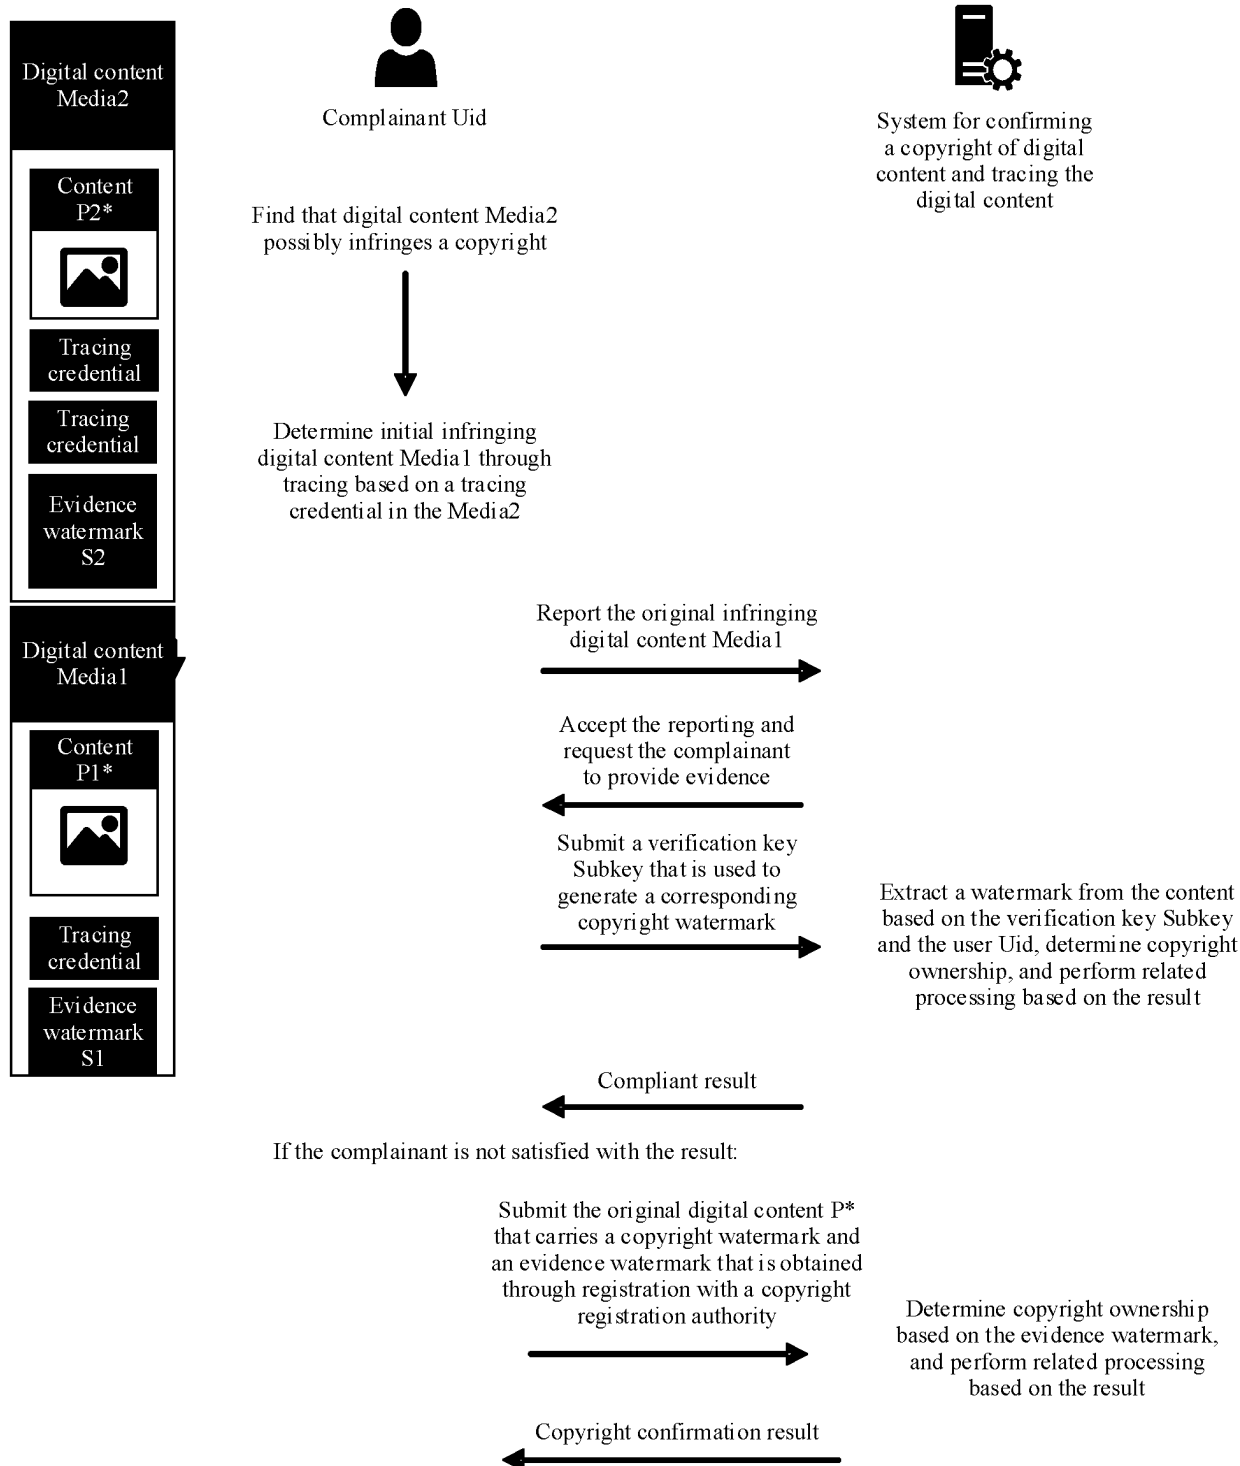 Digital content
Media2
Content
P2*
Tracing
credential
Tracing
credential
Evidence
watermark
S2
Digital content
Media1
Content
P1*
Tracing
credential
Evidence
watermark
S1
Complainant Uid
System for confirming
a copyright of digital
content and tracing the
digital content
Find that digital content Media2
possibly infringes a copyright
Determine initial infringing
digital content Media1 through
tracing based on a tracing
credential in the Media2
Report the original infringing
digital content Media1
Accept the reporting and
request the complainant
to provide evidence
Submit a verification key
Subkey that is used to
generate a corresponding
copyright watermark
Extract a watermark from the content
based on the verification key Subkey
and the user Uid, determine copyright
ownership, and perform related
processing based on the result
Compliant result
If the complainant is not satisfied with the result:
Submit the original digital content P*
that carries a copyright watermark and
an evidence watermark that is obtained
through registration with a copyright
registration authority
Determine copyright ownership
based on the evidence watermark,
and perform related processing
based on the result
Copyright confirmation result